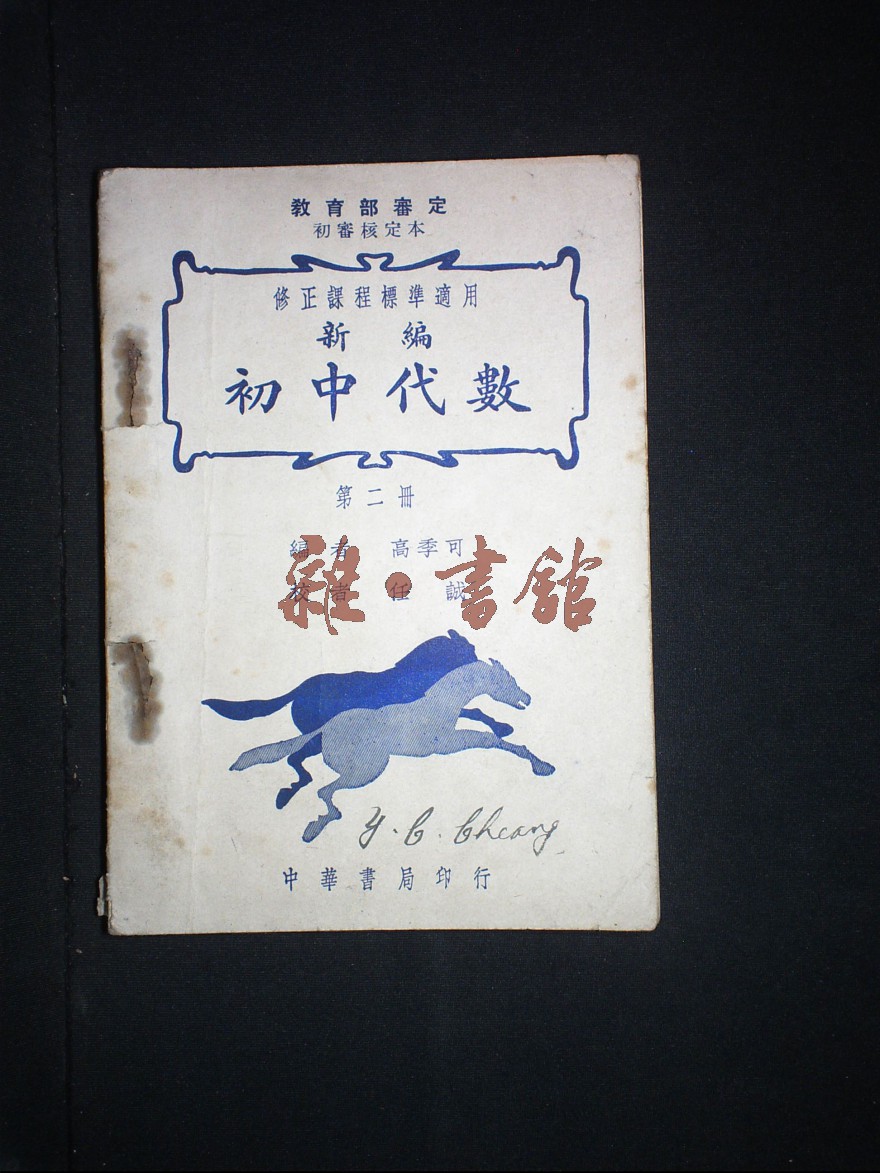 教育部審定
初審核定本
修正課程標準適用
新編
初中代數
第二冊
編者 高季可
校者 任誠
雜·書館
y. C. Cheang
中華書局印行